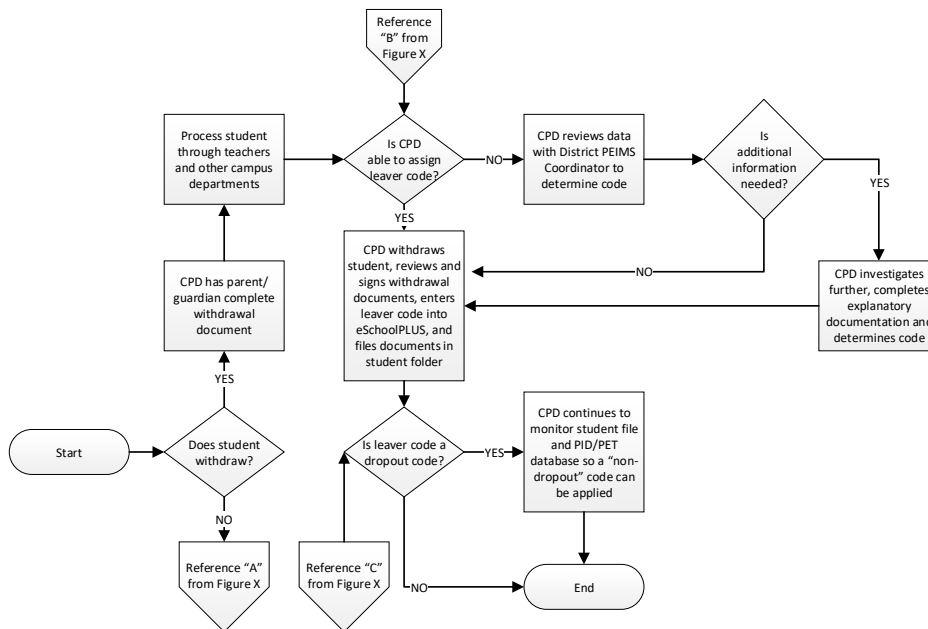 Reference
“B” from
Figure X
Process student
through teachers
and other campus
departments
Is CPD
able to assign
leaver code?
NO
CPD reviews data
with District PEIMS
Coordinator to
determine code
Is
additional
information
needed?
YES
YES
CPD has parent/
guardian complete
withdrawal
document
CPD withdraws
student, reviews and
signs withdrawal
documents, enters
leaver code into
eSchoolPLUS, and
files documents in
student folder
NO
CPD investigates
further, completes
explanatory
documentation and
determines code
YES
Start
Does student
withdraw?
Is leaver code a
dropout code?
YES
CPD continues to
monitor student file
and PID/PET
database so a “non-
dropout” code can
be applied
NO
Reference “A”
from Figure X
Reference “C”
from Figure X
NO
End